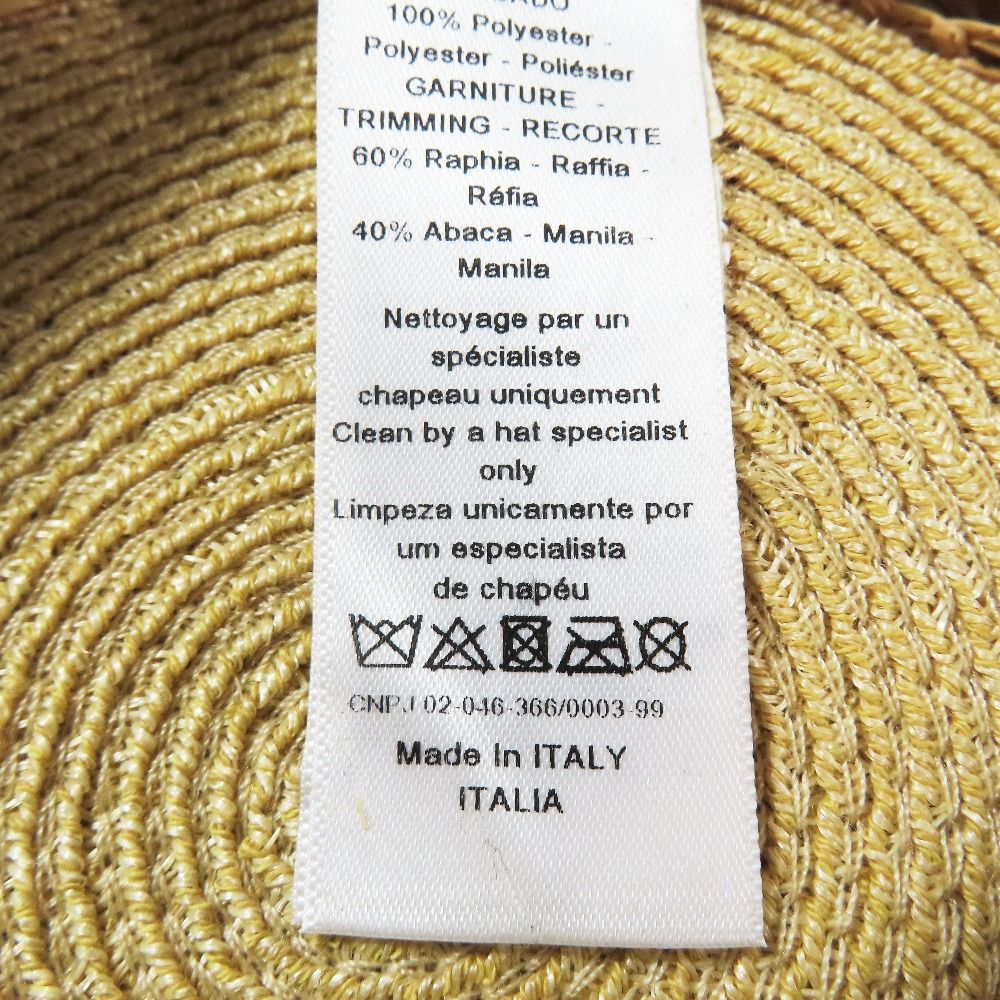 100% Polyester -
Polyester - Poliéster
GARNITURE -
TRIMMING - RECORTE
60% Raphia - Raffia -
Ráfia
40% Abaca - Manila -
Manila
Nettoyage par un
spécialiste
chapeau uniquement
Clean by a hat specialist
only
Limpeza unicamente por
um especialista
de chapéu
CNPJ 02-046-366/0003-99
Made In ITALY
ITALIA